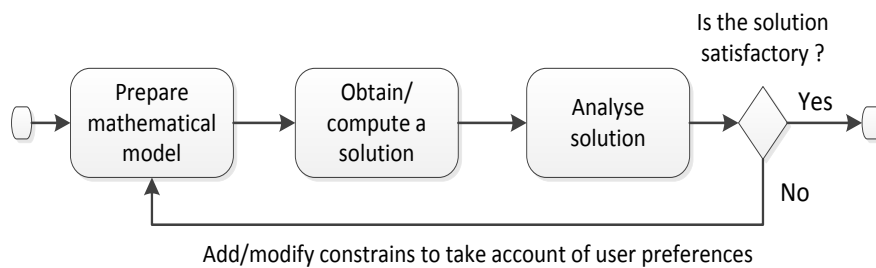 Is the solution
satisfactory ?
Prepare
mathematical
model
Obtain/
compute a
solution
Analyse
solution
Yes
No
Add/modify constrains to take account of user preferences